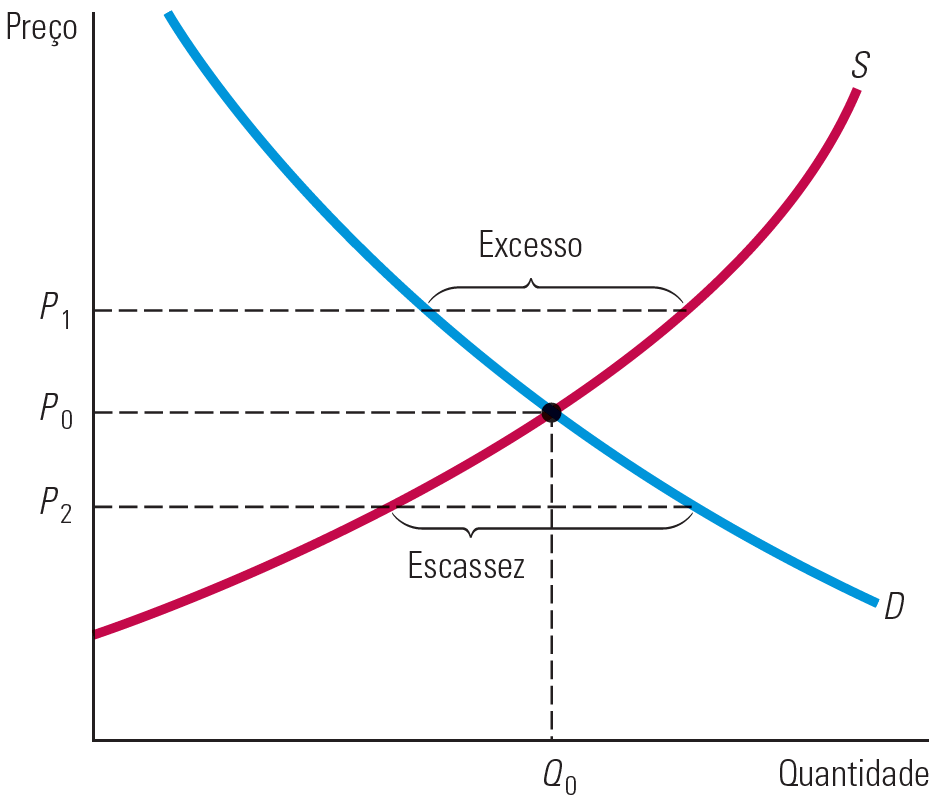 Preço
S
Excesso
P1
P0
P2
Escassez
D
Q0
Quantidade